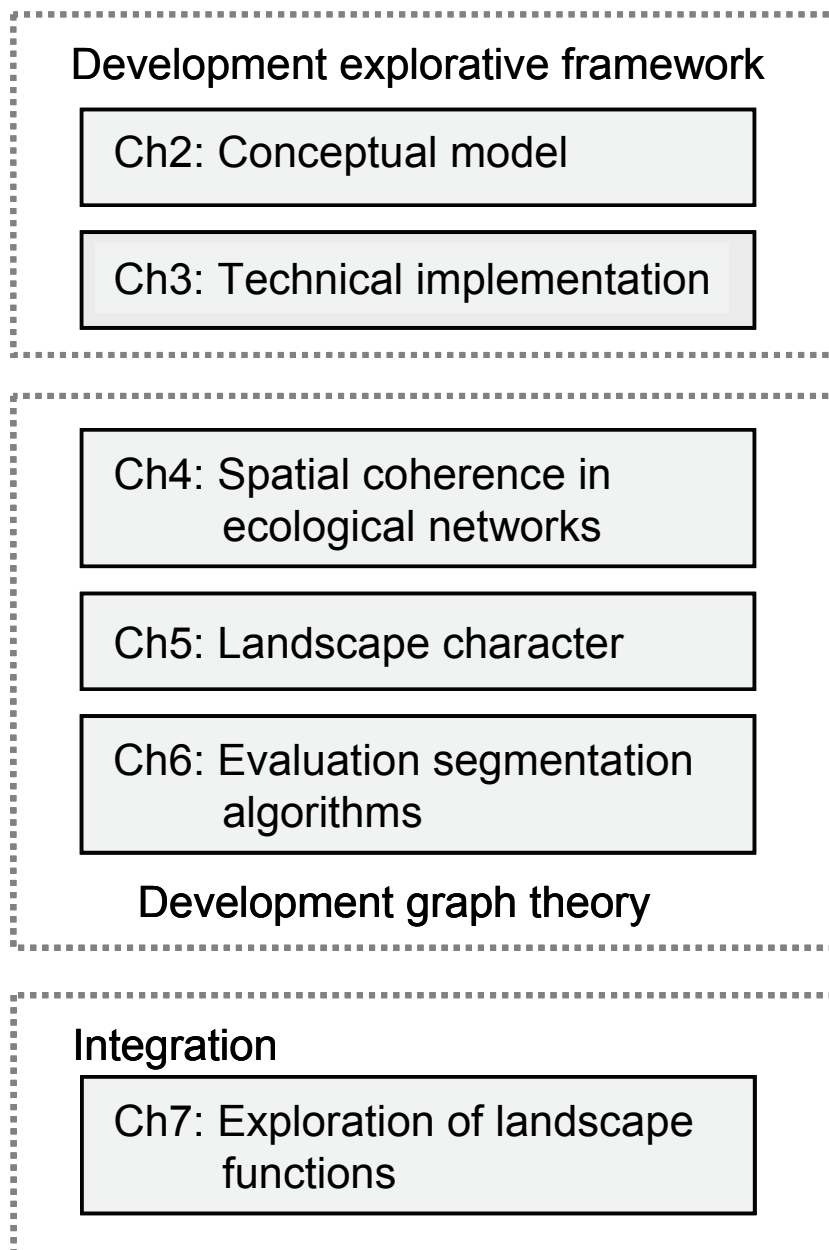 Development explorative framework
Ch2: Conceptual model
Ch3: Technical implementation
Ch4: Spatial coherence in
ecological networks
Ch5: Landscape character
Ch6: Evaluation segmentation
algorithms
Development graph theory
Integration
Ch7: Exploration of landscape
functions